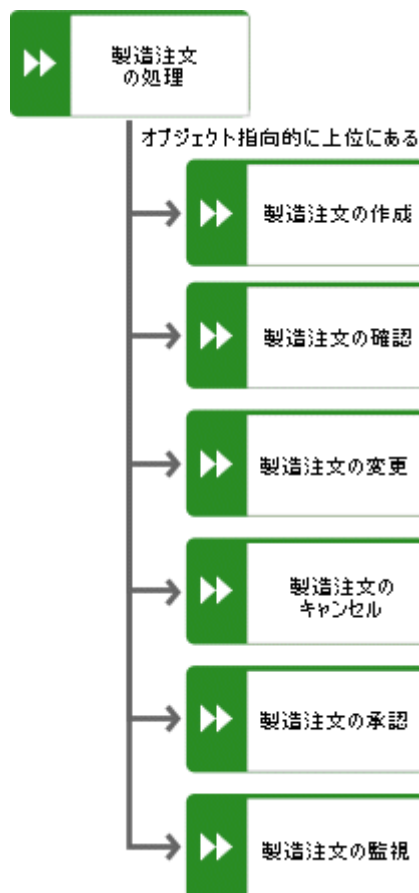 製造注文
の処理
オブジェクト指向的に上位にある
製造注文の作成
製造注文の確認
製造注文の変更
製造注文の
キャンセル
製造注文の承認
製造注文の監視